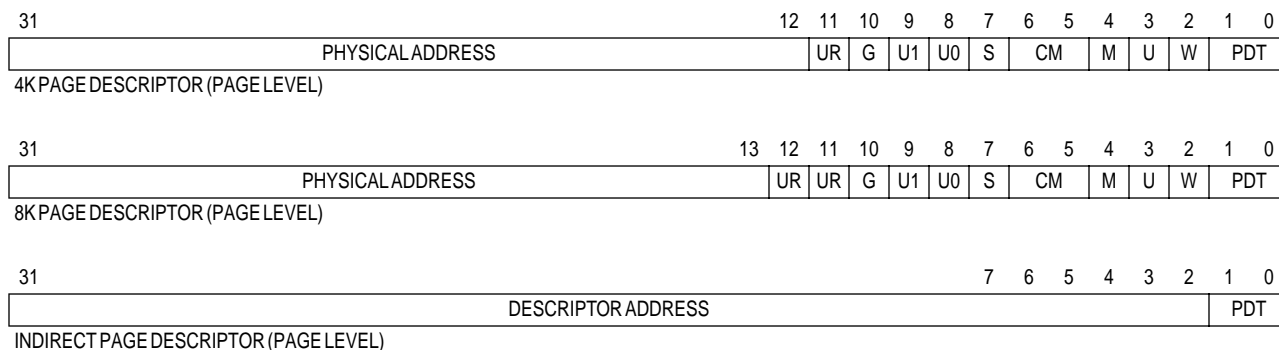 31 12 11 10 9 8 7 6 5 4 3 2 1 0
PHYSICAL ADDRESS UR G U1 U0 S CM M U W PDT
4K PAGE DESCRIPTOR (PAGE LEVEL)
31 13 12 11 10 9 8 7 6 5 4 3 2 1 0
PHYSICAL ADDRESS UR UR G U1 U0 S CM M U W PDT
8K PAGE DESCRIPTOR (PAGE LEVEL)
31 7 6 5 4 3 2 1 0
DESCRIPTOR ADDRESS PDT
INDIRECT PAGE DESCRIPTOR (PAGE LEVEL)